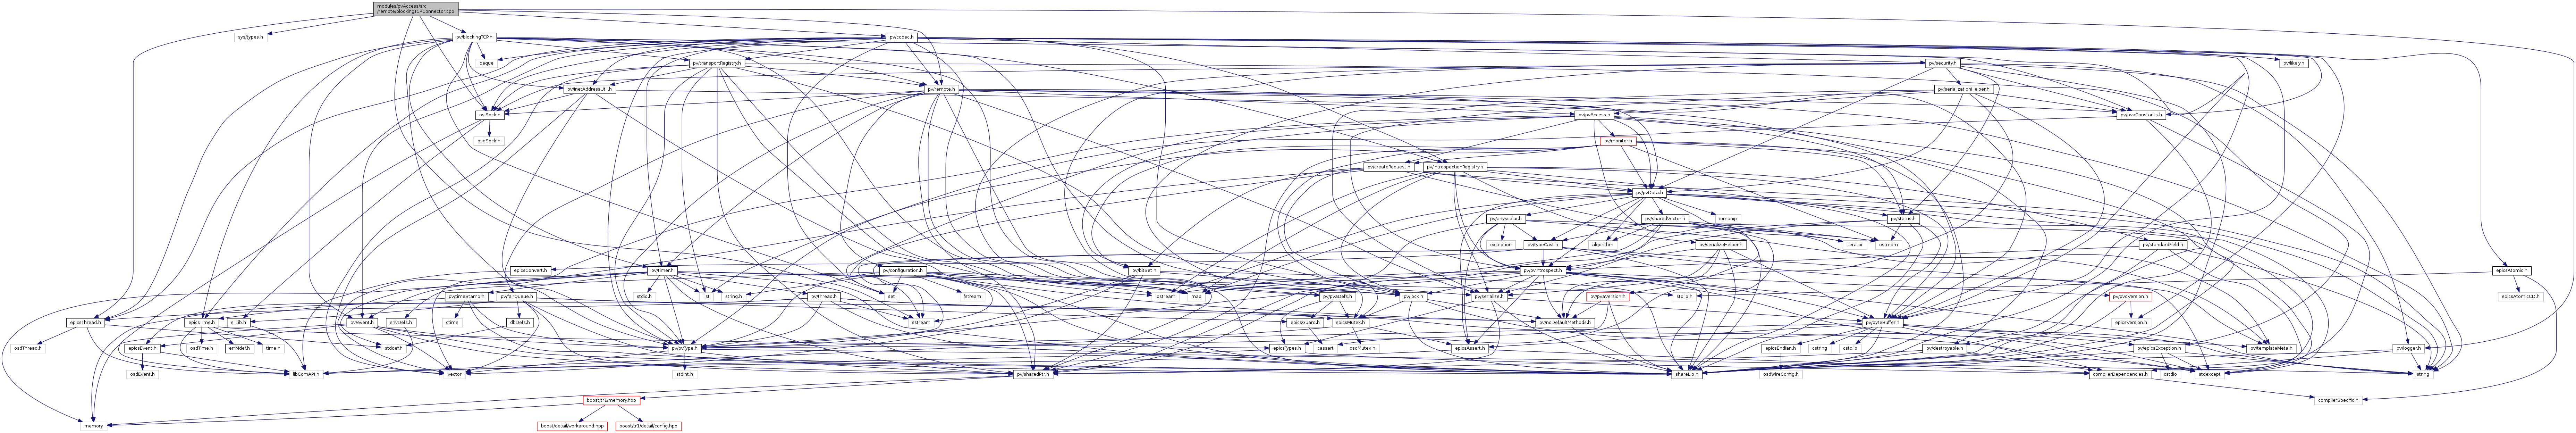 modules/pvAccess/src
/remote/blockingTCPConnector.cpp
sys/types.h
pv/blockingTCP.h
pv/codec.h
deque
pv/transportRegistry.h
pv/security.h
pv/likely.h
pv/inetAddressUtil.h
pv/remote.h
pv/serializationHelper.h
osiSock.h
pv/pvAccess.h
pv/pvaConstants.h
osdSock.h
pv/monitor.h
pv/createRequest.h
pv/introspectionRegistry.h
pv/pvData.h
pv/anyscalar.h
pv/sharedVector.h
iomanip
pv/status.h
exception
pv/typeCast.h
algorithm
pv/serializeHelper.h
iterator
ostream
pv/standardField.h
epicsConvert.h
pv/timer.h
pv/configuration.h
pv/bitSet.h
pv/pvIntrospect.h
epicsAtomic.h
stdio.h
list
string.h
set
fstream
iostream
map
pv/pvaDefs.h
pv/lock.h
pv/serialize.h
pv/pvaVersion.h
stdlib.h
pv/pvdVersion.h
epicsAtomicCD.h
pv/timeStamp.h
pv/fairQueue.h
pv/thread.h
epicsVersion.h
epicsThread.h
epicsTime.h
ellLib.h
pv/event.h
envDefs.h
ctime
dbDefs.h
sstream
epicsGuard.h
epicsMutex.h
pv/noDefaultMethods.h
pv/byteBuffer.h
osdThread.h
epicsEvent.h
osdTime.h
errMdef.h
time.h
stddef.h
pv/pvType.h
epicsTypes.h
cassert
osdMutex.h
epicsAssert.h
epicsEndian.h
cstring
cstdlib
pv/destroyable.h
pv/epicsException.h
pv/templateMeta.h
pv/logger.h
osdEvent.h
libComAPI.h
vector
stdint.h
pv/sharedPtr.h
shareLib.h
osdWireConfig.h
compilerDependencies.h
cstdio
stdexcept
string
boost/tr1/memory.hpp
compilerSpecific.h
memory
boost/detail/workaround.hpp
boost/tr1/detail/config.hpp